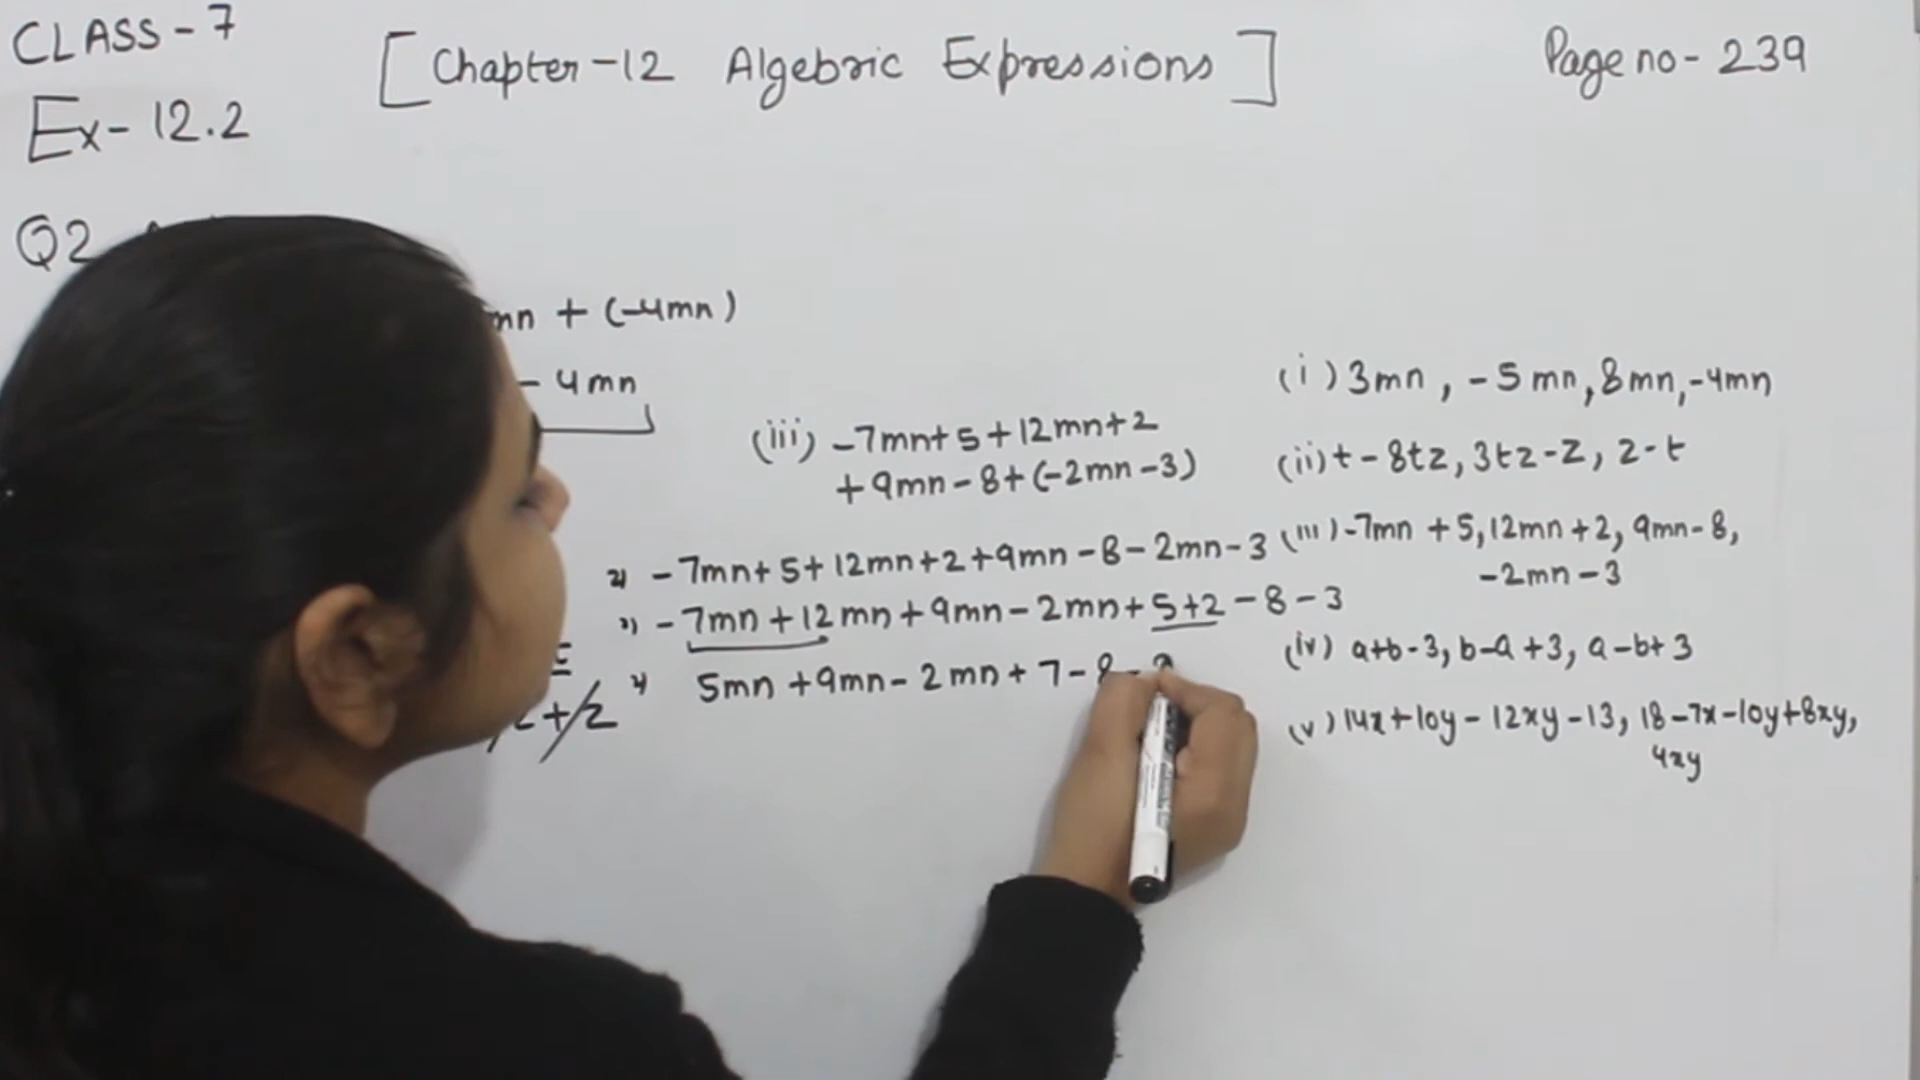 CLASS - 7
[Chapter - 12 Algebric Expressions]
Page no - 239
Ex - 12.2
Q2
mn + (-4mn)
- 4mn
(iii) -7mn+5+12mn+2
+9mn-8+(-2mn-3)
-7mn+5+12mn+2+9mn-8-2mn-3
-7mn+12mn+9mn-2mn+5+2-8-3
5mn+9mn-2mn+7-8-
+2
(i) 3mn, -5mn, 8mn, -4mn
(ii) t-8tz, 3tz-z, z-t
(iii) -7mn+5, 12mn+2, 9mn-8,
-2mn-3
(iv) a+b-3, b-a+3, a-b+3
(v) 14x+10y-12xy-13, 18-7x-10y+8xy,
4xy